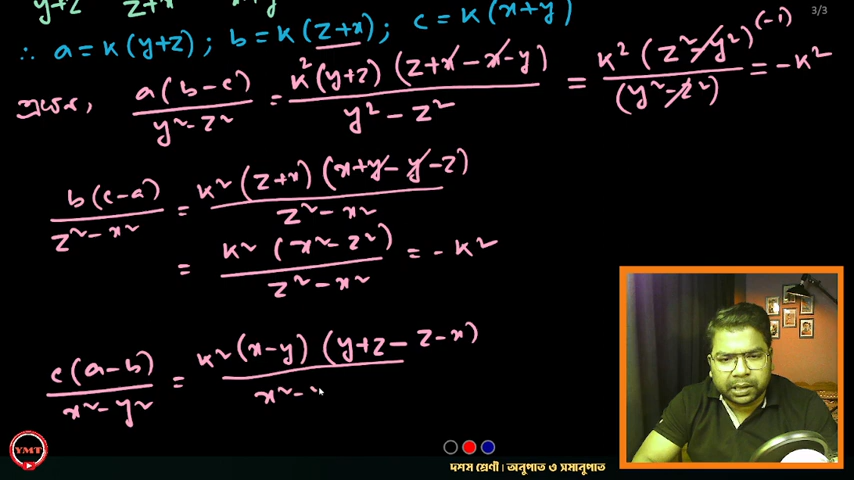 y+z z+x x+y
3/3
∴ a = k(y+z) ; b = k(z+x) ; c = k(x+y)
a(b-c)/(y²-z²) = k²(y+z)(z+x-x-y)/(y²-z²) = k²(z²-y²)(-1)/(y²-z²) = -k²
b(c-a)/(z²-x²) = k²(z+x)(x+y-y-z)/(z²-x²)
= k²(x²-z²)/(z²-x²) = -k²
c(a-b)/(x²-y²) = k²(x-y)(y+z-z-x)/(x²-
YMT
দশম শ্রেণী | অনুপাত ও সমানুপাত